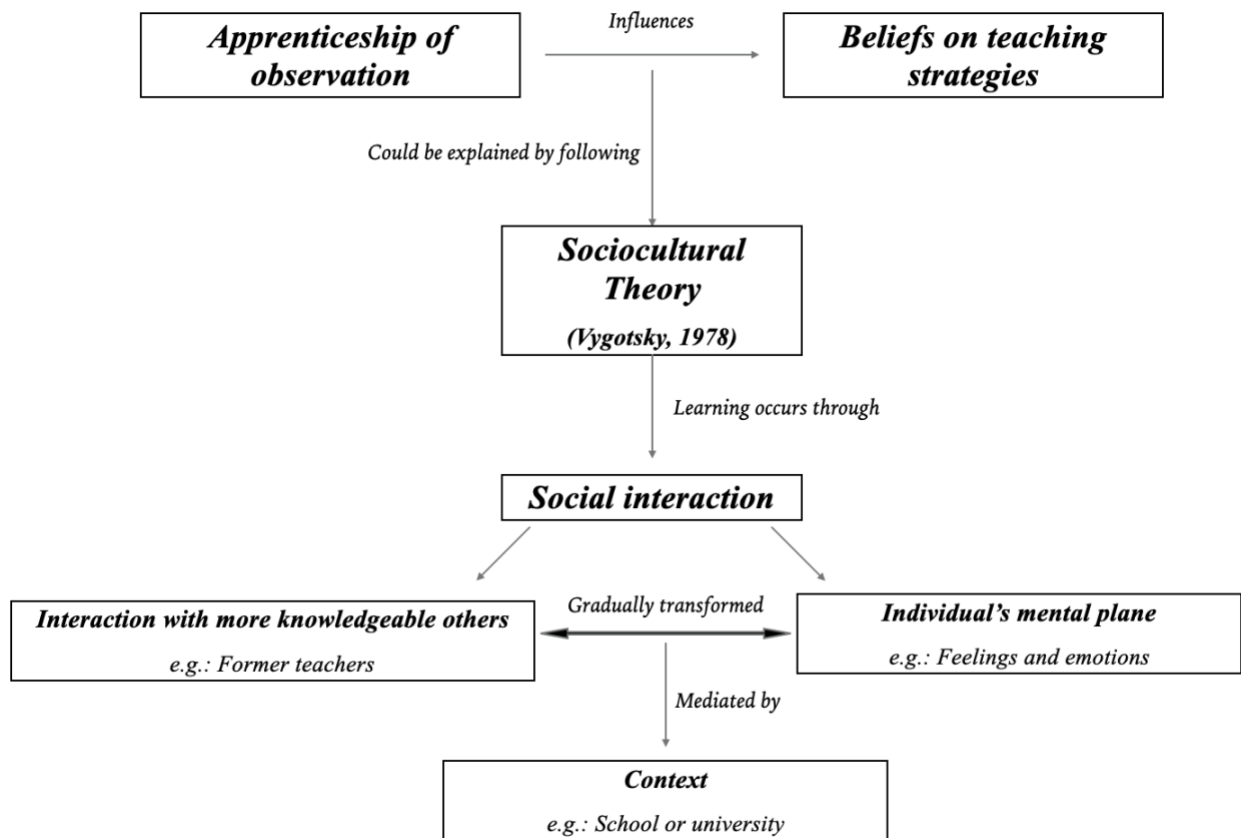 Influences
Apprenticeship of
observation
Beliefs on teaching
strategies
Could be explained by following
Sociocultural
Theory
(Vygotsky, 1978)
Learning occurs through
Social interaction
Interaction with more knowledgeable others
e.g.: Former teachers
Gradually transformed
Individual’s mental plane
e.g.: Feelings and emotions
Mediated by
Context
e.g.: School or university